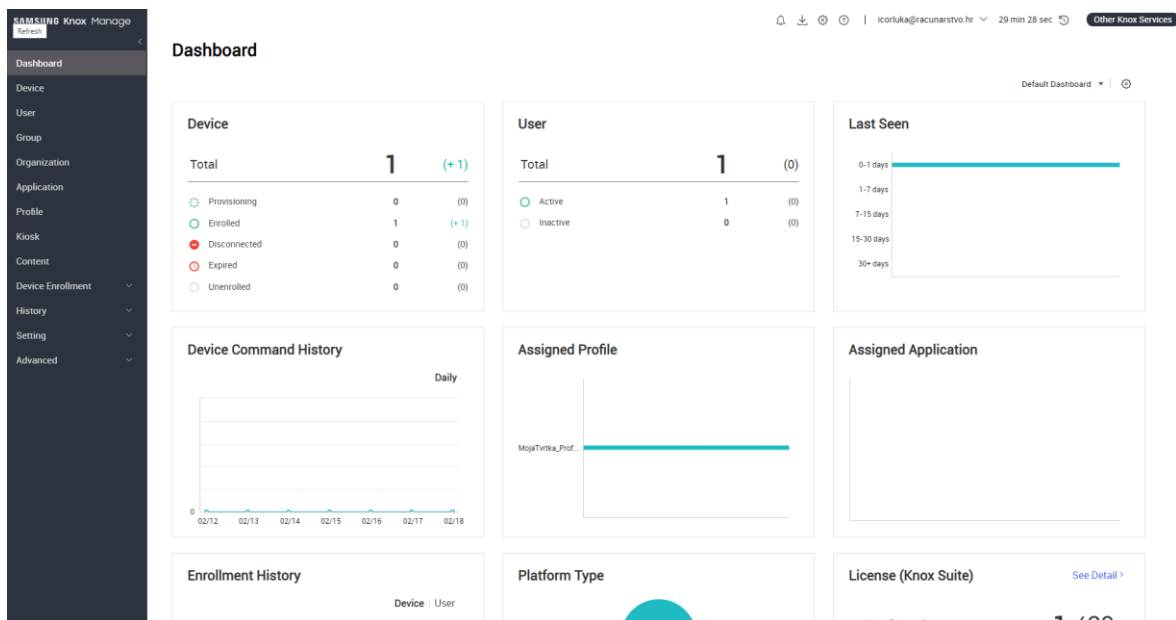 SAMSUNG Knox Manage
Refresh
icorluka@racunarstvo.hr 29 min 28 sec Other Knox Services
Dashboard
Device
User
Group
Organization
Application
Profile
Kiosk
Content
Device Enrollment
History
Setting
Advanced
Dashboard
Default Dashboard
Device
Total 1 (+ 1)
Provisioning 0 (0)
Enrolled 1 (+ 1)
Disconnected 0 (0)
Expired 0 (0)
Unenrolled 0 (0)
User
Total 1 (0)
Active 1 (0)
Inactive 0 (0)
Last Seen
0-1 days
1-7 days
7-15 days
15-30 days
30+ days
Device Command History
Daily
0
02/12 02/13 02/14 02/15 02/16 02/17 02/18
Assigned Profile
MojaTvrtka_Prof...
Assigned Application
Enrollment History
Device | User
Platform Type
License (Knox Suite) See Detail >